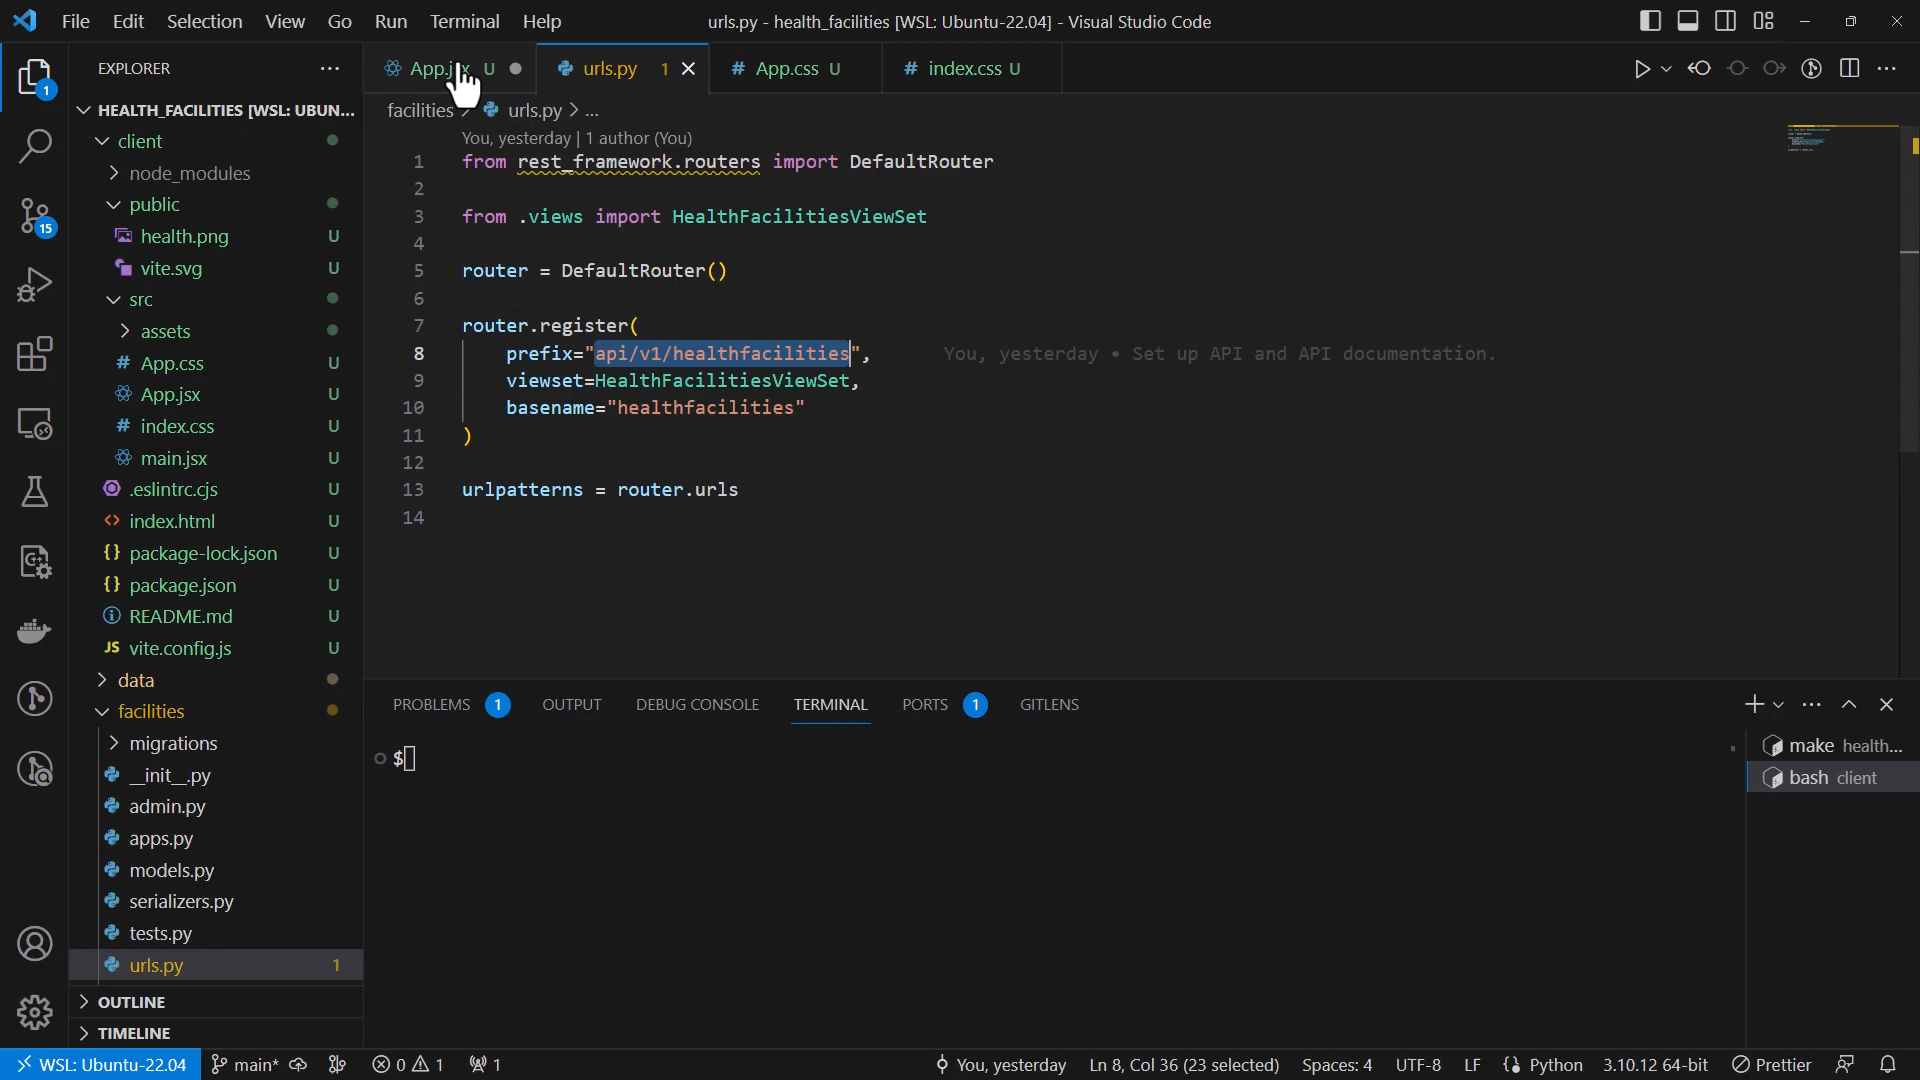 File Edit Selection View Go Run Terminal Help
urls.py - health_facilities [WSL: Ubuntu-22.04] - Visual Studio Code
EXPLORER
HEALTH_FACILITIES [WSL: UBUN...
client
node_modules
public
health.png U
vite.svg U
src
assets
App.css U
App.jsx U
index.css U
main.jsx U
.eslintrc.cjs U
index.html U
package-lock.json U
package.json U
README.md U
vite.config.js U
data
facilities
migrations
__init__.py
admin.py
apps.py
models.py
serializers.py
tests.py
urls.py 1
OUTLINE
TIMELINE
1
15
App.jsx U
urls.py 1
App.css U
index.css U
facilities > urls.py > ...
You, yesterday | 1 author (You)
1 from rest_framework.routers import DefaultRouter
2
3 from .views import HealthFacilitiesViewSet
4
5 router = DefaultRouter()
6
7 router.register(
8 prefix="api/v1/healthfacilities", You, yesterday • Set up API and API documentation.
9 viewset=HealthFacilitiesViewSet,
10 basename="healthfacilities"
11 )
12
13 urlpatterns = router.urls
14
PROBLEMS 1 OUTPUT DEBUG CONSOLE TERMINAL PORTS 1 GITLENS
$
make health...
bash client
WSL: Ubuntu-22.04 main* 0 1 1 You, yesterday Ln 8, Col 36 (23 selected) Spaces: 4 UTF-8 LF Python 3.10.12 64-bit Prettier